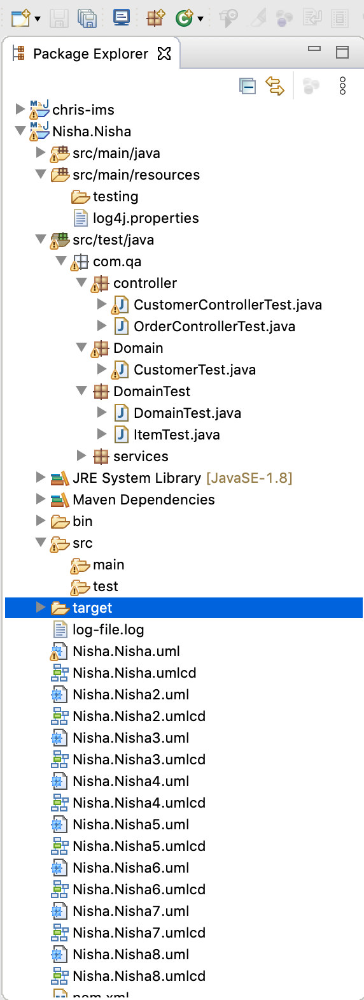 Package Explorer
chris-ims
Nisha.Nisha
src/main/java
src/main/resources
testing
log4j.properties
src/test/java
com.qa
controller
CustomerControllerTest.java
OrderControllerTest.java
Domain
CustomerTest.java
DomainTest
DomainTest.java
ItemTest.java
services
JRE System Library [JavaSE-1.8]
Maven Dependencies
bin
src
main
test
target
log-file.log
Nisha.Nisha.uml
Nisha.Nisha.umlcd
Nisha.Nisha2.uml
Nisha.Nisha2.umlcd
Nisha.Nisha3.uml
Nisha.Nisha3.umlcd
Nisha.Nisha4.uml
Nisha.Nisha4.umlcd
Nisha.Nisha5.uml
Nisha.Nisha5.umlcd
Nisha.Nisha6.uml
Nisha.Nisha6.umlcd
Nisha.Nisha7.uml
Nisha.Nisha7.umlcd
Nisha.Nisha8.uml
Nisha.Nisha8.umlcd
pom.xml